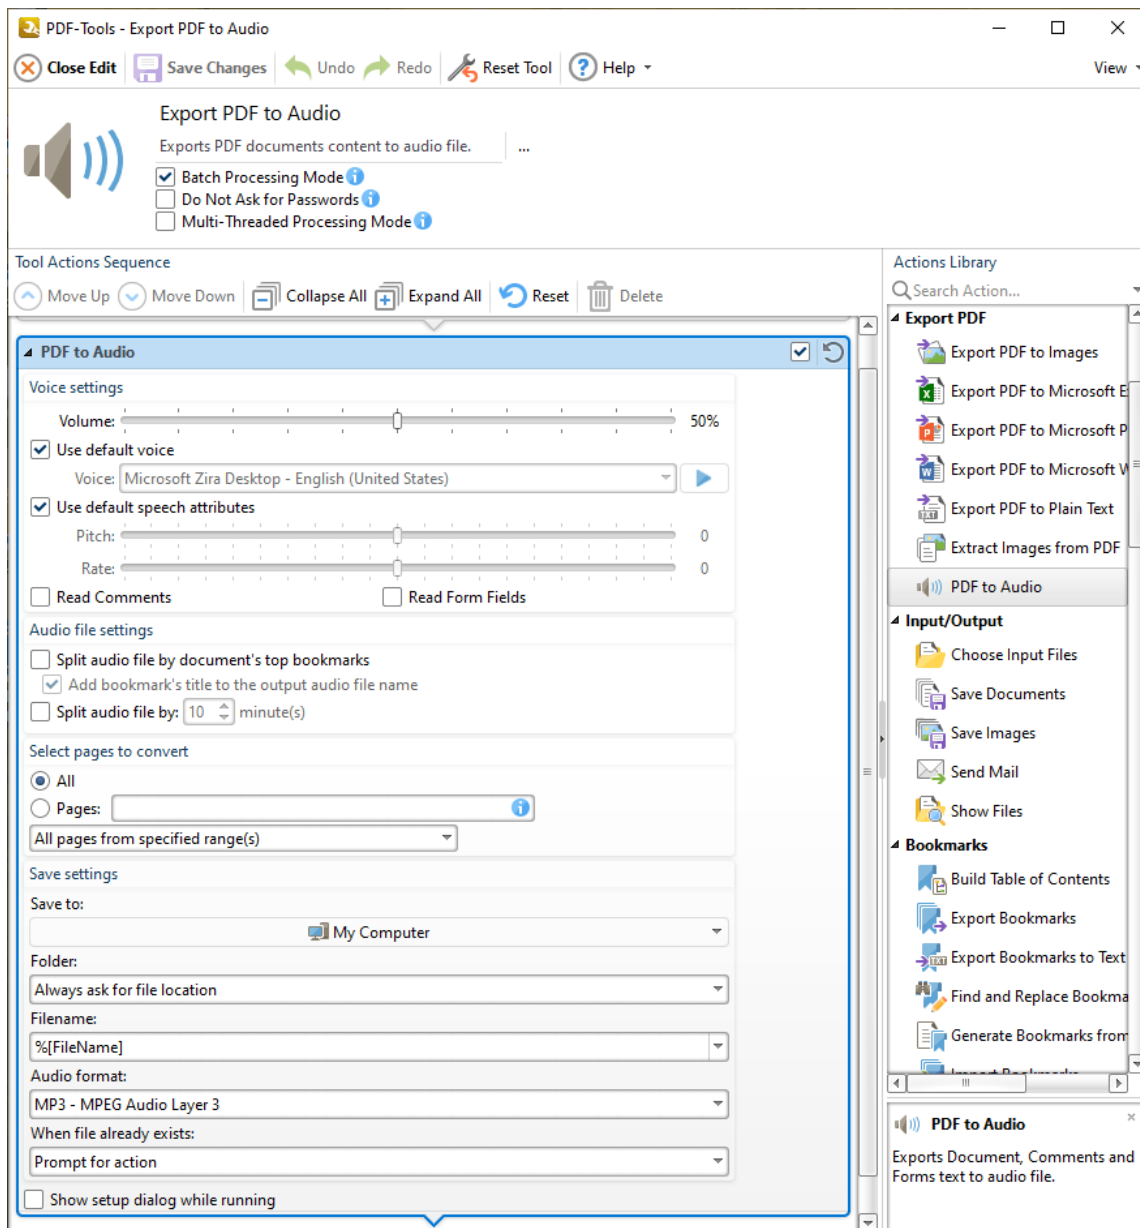 PDF-Tools - Export PDF to Audio
Close Edit Save Changes Undo Redo Reset Tool Help View
Export PDF to Audio
Exports PDF documents content to audio file. ...
Batch Processing Mode
Do Not Ask for Passwords
Multi-Threaded Processing Mode
Tool Actions Sequence
Move Up Move Down Collapse All Expand All Reset Delete
PDF to Audio
Voice settings
Volume: 50%
Use default voice
Voice: Microsoft Zira Desktop - English (United States)
Use default speech attributes
Pitch: 0
Rate: 0
Read Comments Read Form Fields
Audio file settings
Split audio file by document's top bookmarks
Add bookmark's title to the output audio file name
Split audio file by: 10 minute(s)
Select pages to convert
All
Pages:
All pages from specified range(s)
Save settings
Save to:
My Computer
Folder:
Always ask for file location
Filename:
%[FileName]
Audio format:
MP3 - MPEG Audio Layer 3
When file already exists:
Prompt for action
Show setup dialog while running
Actions Library
Search Action...
Export PDF
Export PDF to Images
Export PDF to Microsoft E
Export PDF to Microsoft P
Export PDF to Microsoft W
Export PDF to Plain Text
Extract Images from PDF
PDF to Audio
Input/Output
Choose Input Files
Save Documents
Save Images
Send Mail
Show Files
Bookmarks
Build Table of Contents
Export Bookmarks
Export Bookmarks to Text
Find and Replace Bookma
Generate Bookmarks from
Import Bookmarks
PDF to Audio
Exports Document, Comments and
Forms text to audio file.